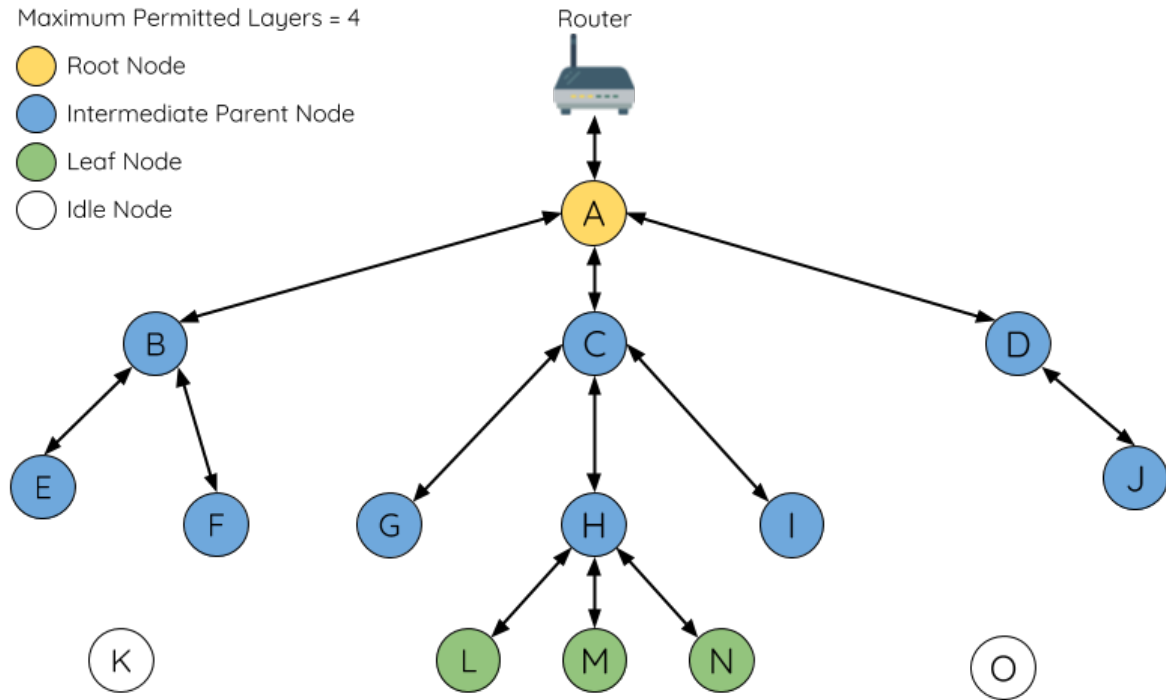 Maximum Permitted Layers = 4
Router
Root Node
Intermediate Parent Node
Leaf Node
Idle Node
A
B
C
D
E
F
G
H
I
J
K
L
M
N
O